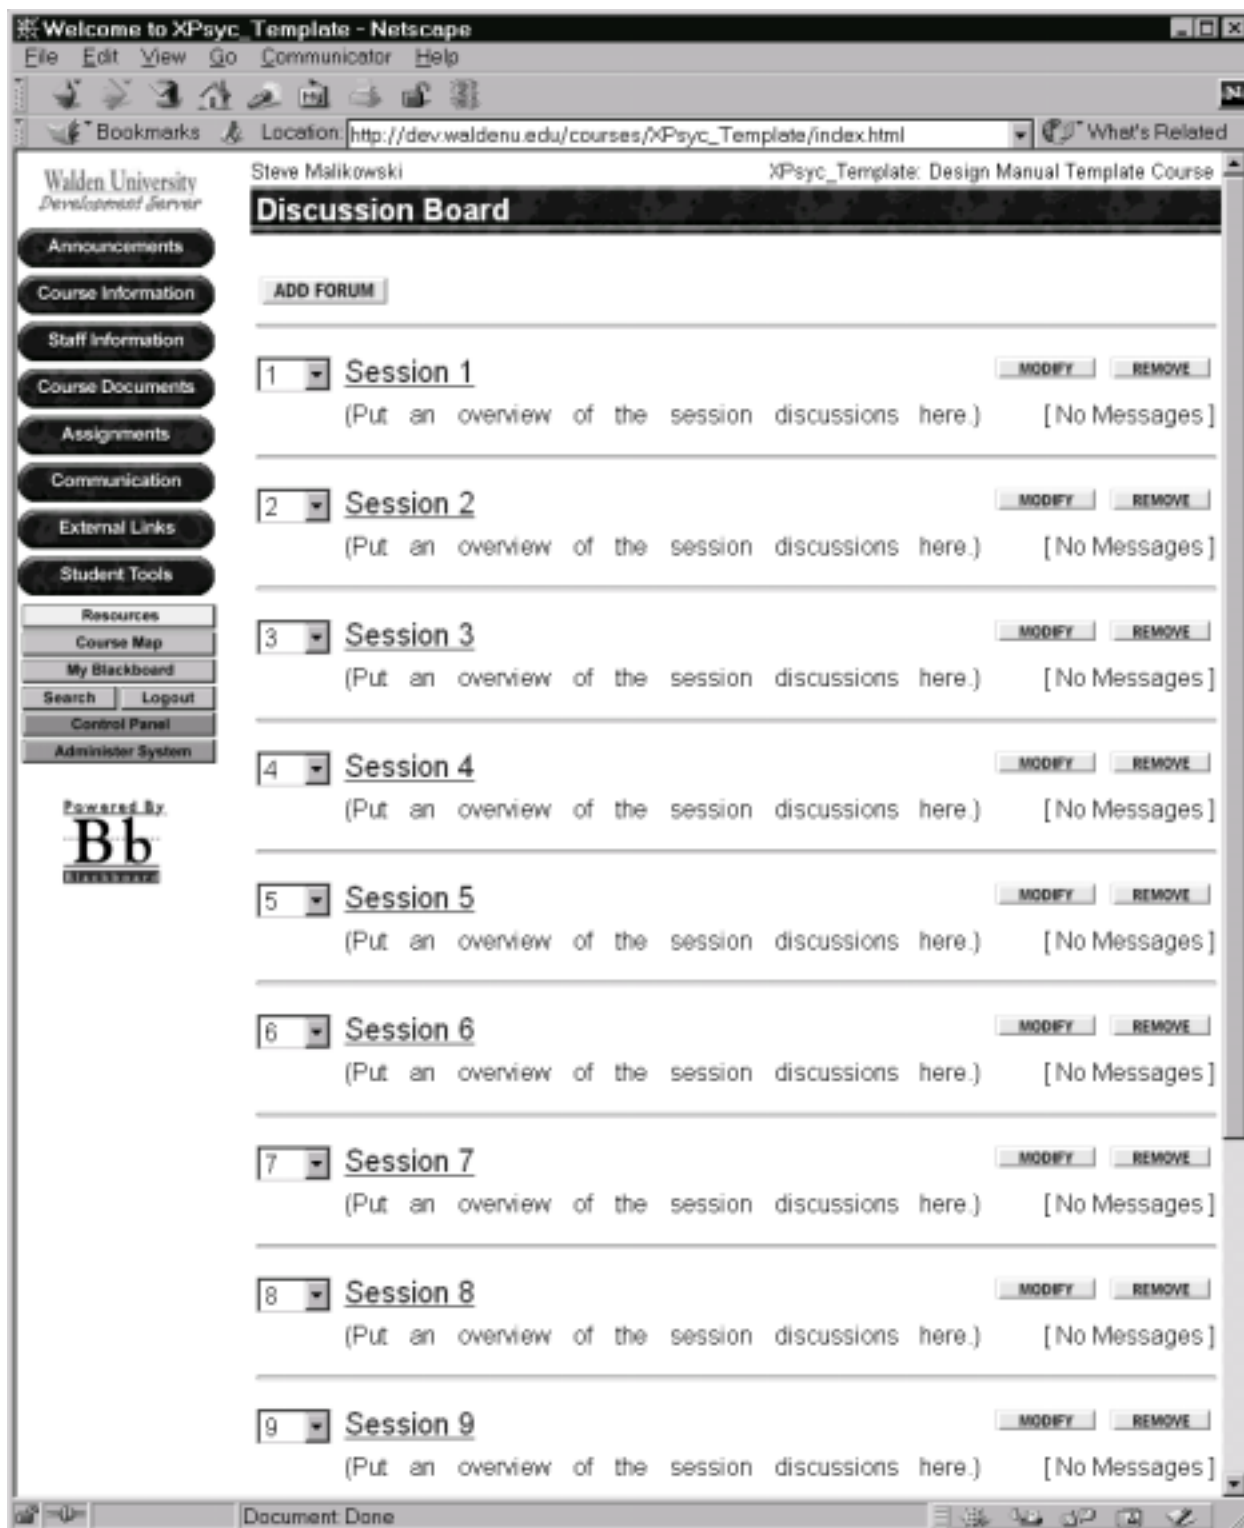 Welcome to XPsyc_Template - Netscape
File Edit View Go Communicator Help
Bookmarks Location: http://dev.waldenu.edu/courses/XPsyc_Template/index.html What's Related
Walden University
Development Server
Announcements
Course Information
Staff Information
Course Documents
Assignments
Communication
External Links
Student Tools
Resources
Course Map
My Blackboard
Search Logout
Control Panel
Administer System
Powered By
Bb
Blackboard
Steve Malikowski XPsyc_Template: Design Manual Template Course
Discussion Board
ADD FORUM
1 Session 1 MODIFY REMOVE
(Put an overview of the session discussions here.) [ No Messages ]
2 Session 2 MODIFY REMOVE
(Put an overview of the session discussions here.) [ No Messages ]
3 Session 3 MODIFY REMOVE
(Put an overview of the session discussions here.) [ No Messages ]
4 Session 4 MODIFY REMOVE
(Put an overview of the session discussions here.) [ No Messages ]
5 Session 5 MODIFY REMOVE
(Put an overview of the session discussions here.) [ No Messages ]
6 Session 6 MODIFY REMOVE
(Put an overview of the session discussions here.) [ No Messages ]
7 Session 7 MODIFY REMOVE
(Put an overview of the session discussions here.) [ No Messages ]
8 Session 8 MODIFY REMOVE
(Put an overview of the session discussions here.) [ No Messages ]
9 Session 9 MODIFY REMOVE
(Put an overview of the session discussions here.) [ No Messages ]
Document: Done